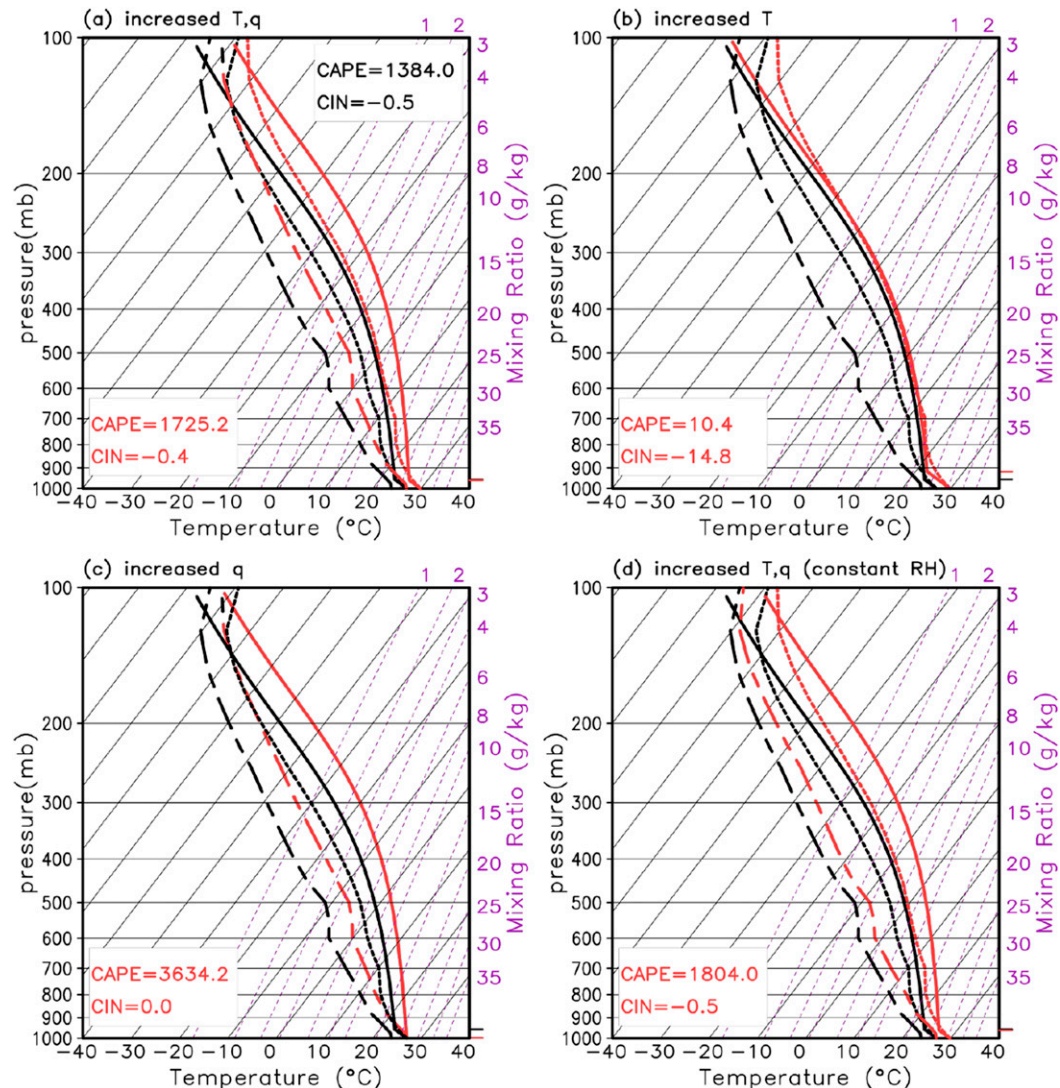 (a) increased T,q
1 2
100
3
CAPE=1384.0
CIN=-0.5
4
6
200
8
10
300
15
400
20
500
25
600
30
700
35
800
900
1000
CAPE=1725.2
CIN=-0.4
pressure(mb)
Mixing Ratio (g/kg)
-40 -30 -20 -10 0 10 20 30 40
Temperature (°C)
(b) increased T
1 2
100
3
4
6
200
8
10
300
15
400
20
500
25
600
30
700
35
800
900
1000
CAPE=10.4
CIN=-14.8
pressure(mb)
Mixing Ratio (g/kg)
-40 -30 -20 -10 0 10 20 30 40
Temperature (°C)
(c) increased q
1 2
100
3
4
6
200
8
10
300
15
400
20
500
25
600
30
700
35
800
900
1000
CAPE=3634.2
CIN=0.0
pressure(mb)
Mixing Ratio (g/kg)
-40 -30 -20 -10 0 10 20 30 40
Temperature (°C)
(d) increased T,q (constant RH)
1 2
100
3
4
6
200
8
10
300
15
400
20
500
25
600
30
700
35
800
900
1000
CAPE=1804.0
CIN=-0.5
pressure(mb)
Mixing Ratio (g/kg)
-40 -30 -20 -10 0 10 20 30 40
Temperature (°C)